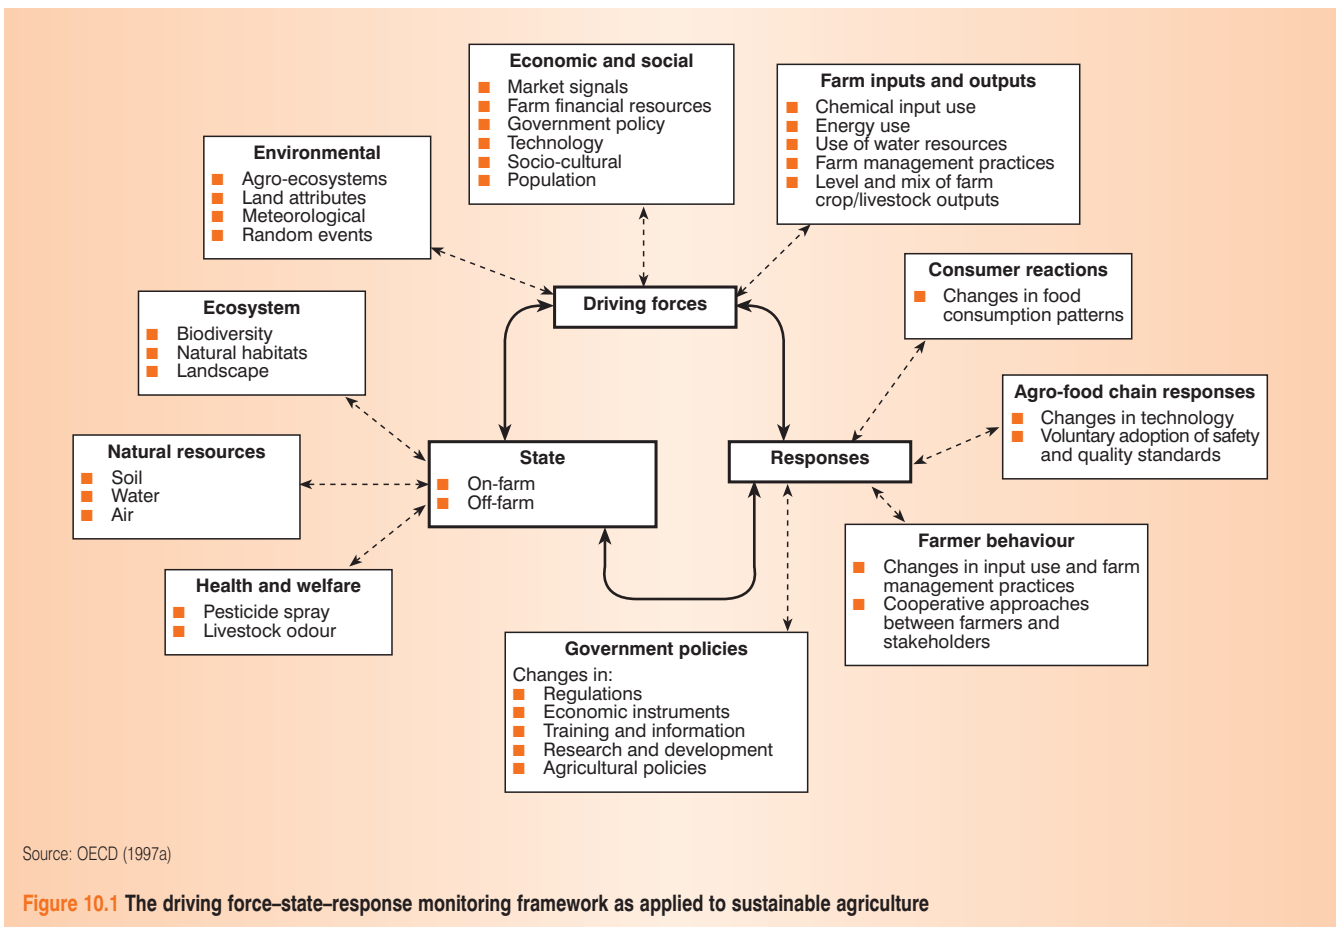 Economic and social
Market signals
Farm financial resources
Government policy
Technology
Socio-cultural
Population
Farm inputs and outputs
Chemical input use
Energy use
Use of water resources
Farm management practices
Level and mix of farm
crop/livestock outputs
Environmental
Agro-ecosystems
Land attributes
Meteorological
Random events
Driving forces
Consumer reactions
Changes in food
consumption patterns
Ecosystem
Biodiversity
Natural habitats
Landscape
Agro-food chain responses
Changes in technology
Voluntary adoption of safety
and quality standards
Natural resources
Soil
Water
Air
State
On-farm
Off-farm
Responses
Farmer behaviour
Changes in input use and farm
management practices
Cooperative approaches
between farmers and
stakeholders
Health and welfare
Pesticide spray
Livestock odour
Government policies
Changes in:
Regulations
Economic instruments
Training and information
Research and development
Agricultural policies
Source: OECD (1997a)
Figure 10.1 The driving force–state–response monitoring framework as applied to sustainable agriculture